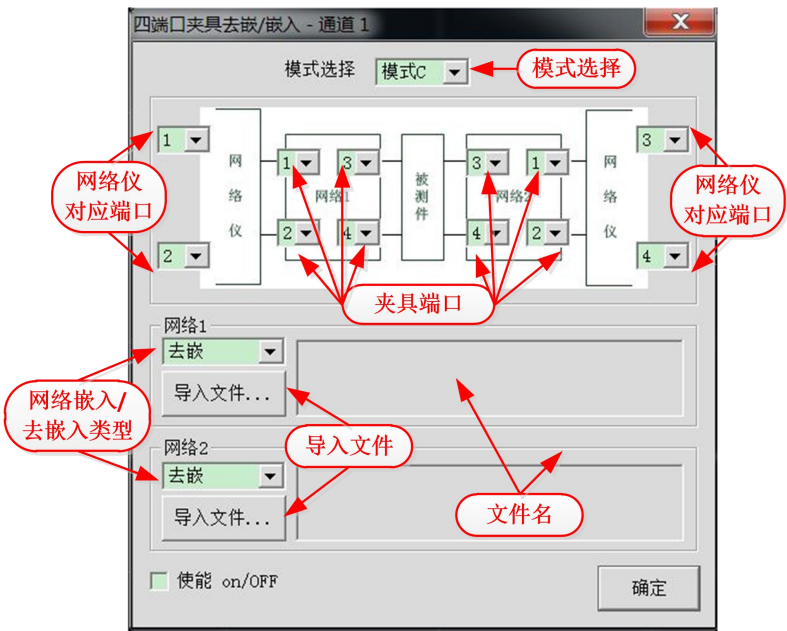 四端口夹具去嵌/嵌入 - 通道 1
模式选择 模式C 模式选择
1 3
网络仪
1 3 被测件 3 1
网络仪
网络仪
对应端口
网络1 网络2
网络仪
对应端口
2 4 4 2
2 4
夹具端口
网络1
去嵌
导入文件...
网络嵌入/
去嵌入类型
导入文件
网络2
去嵌
导入文件...
文件名
使能 on/OFF 确定